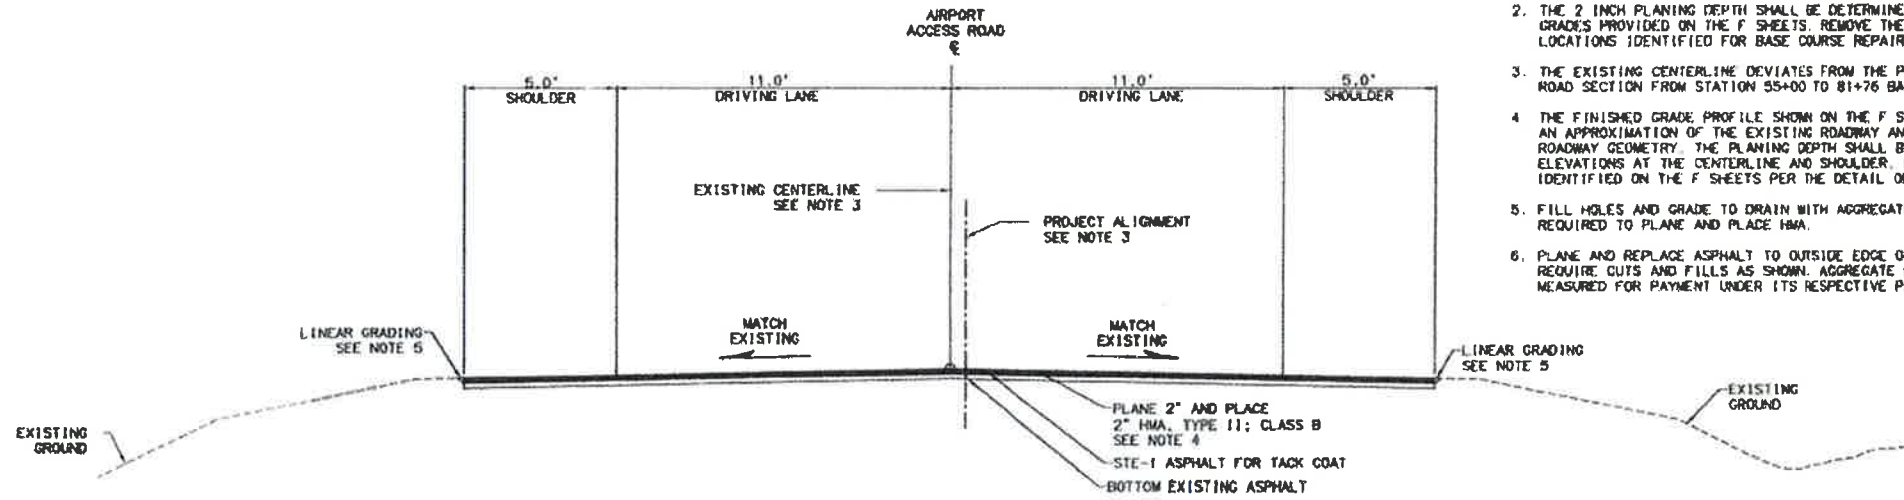 AIRPORT
ACCESS ROAD
℄
5.0'
11.0'
11.0'
5.0'
SHOULDER
DRIVING LANE
DRIVING LANE
SHOULDER
EXISTING CENTERLINE
SEE NOTE 3
PROJECT ALIGNMENT
SEE NOTE 3
LINEAR GRADING
SEE NOTE 5
MATCH
EXISTING
MATCH
EXISTING
LINEAR GRADING
SEE NOTE 5
EXISTING
GROUND
EXISTING
GROUND
PLANE 2" AND PLACE
2" HMA, TYPE II; CLASS B
SEE NOTE 4
STE-1 ASPHALT FOR TACK COAT
BOTTOM EXISTING ASPHALT
2. THE 2 INCH PLANING DEPTH SHALL BE DETERMINE
GRADES PROVIDED ON THE F SHEETS. REMOVE THE
LOCATIONS IDENTIFIED FOR BASE COURSE REPAIR
3. THE EXISTING CENTERLINE DEVIATES FROM THE P
ROAD SECTION FROM STATION 55+00 TO 81+76 BA
4 THE FINISHED GRADE PROFILE SHOWN ON THE F S
AN APPROXIMATION OF THE EXISTING ROADWAY AN
ROADWAY GEOMETRY. THE PLANING DEPTH SHALL B
ELEVATIONS AT THE CENTERLINE AND SHOULDER.
IDENTIFIED ON THE F SHEETS PER THE DETAIL O
5. FILL HOLES AND GRADE TO DRAIN WITH AGGREGAT
REQUIRED TO PLANE AND PLACE HMA.
6. PLANE AND REPLACE ASPHALT TO OUTSIDE EDGE O
REQUIRE CUTS AND FILLS AS SHOWN. AGGREGATE
MEASURED FOR PAYMENT UNDER ITS RESPECTIVE P